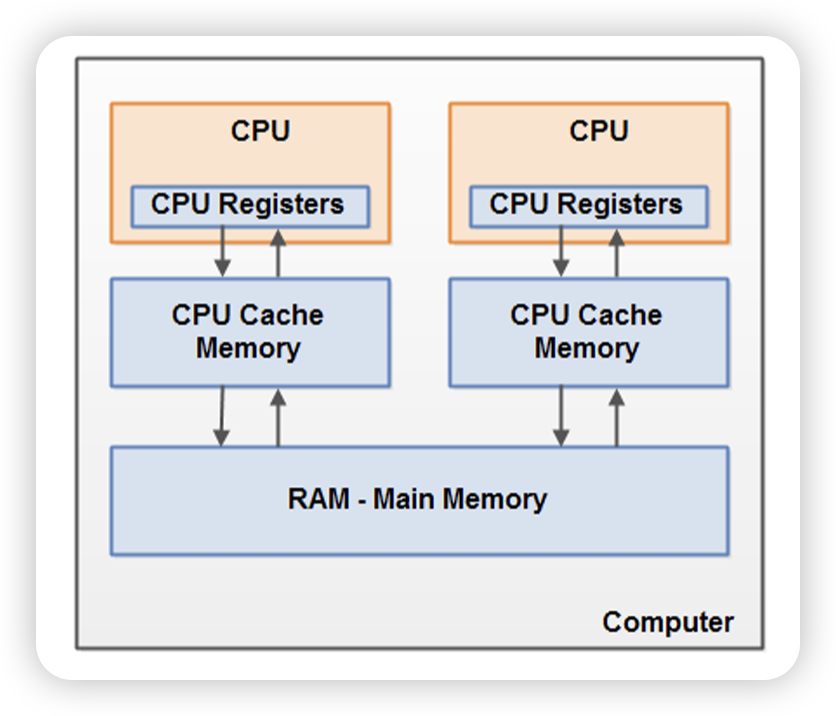 CPU
CPU
CPU Registers
CPU Registers
CPU Cache
Memory
CPU Cache
Memory
RAM - Main Memory
Computer